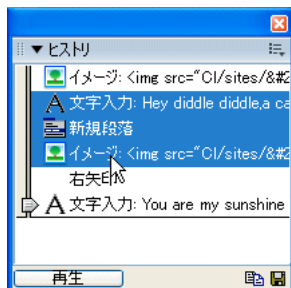 ヒストリ
イメージ: <img src="CI/sites/&#2
文字入力: Hey diddle diddle,a ca
新規段落
イメージ: <img src="CI/sites/&#2
右矢印
文字入力: You are my sunshine
再生